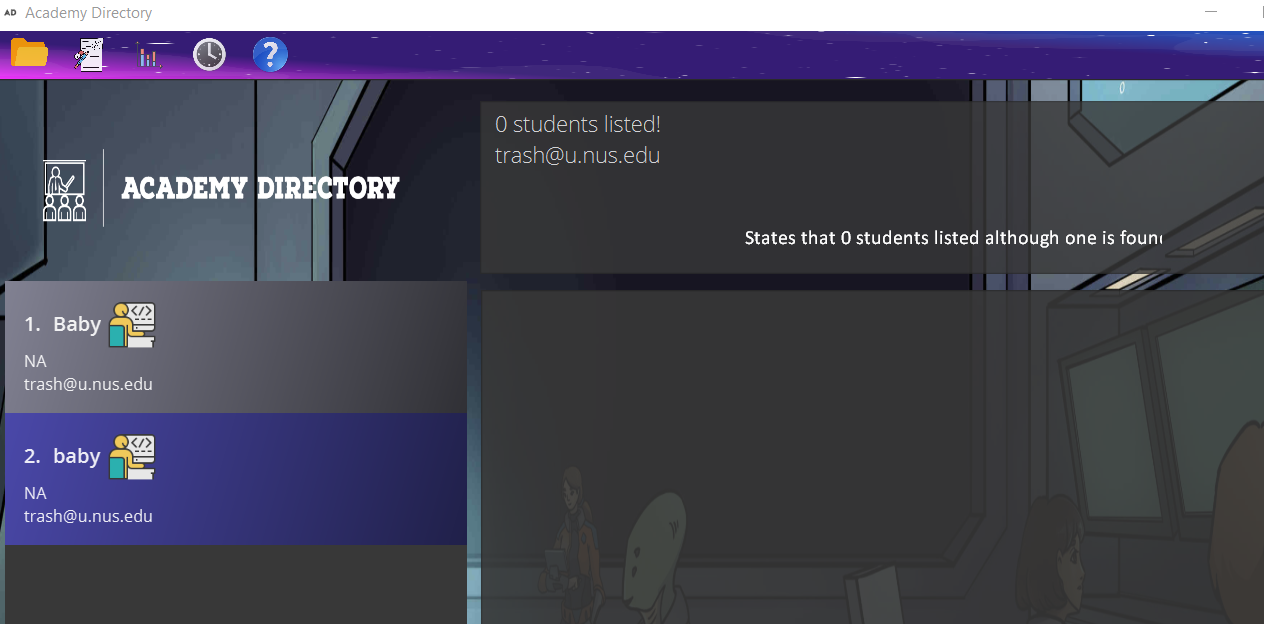 AD Academy Directory
ACADEMY DIRECTORY
0 students listed!
trash@u.nus.edu
States that 0 students listed although one is foun
1. Baby
NA
trash@u.nus.edu
2. baby
NA
trash@u.nus.edu